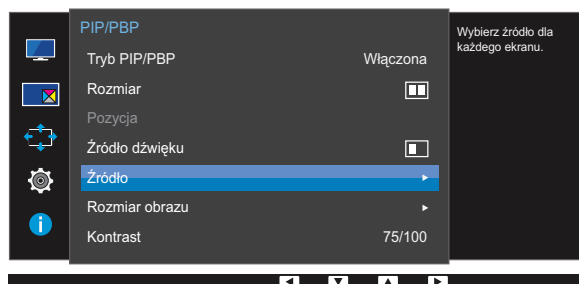 PIP/PBP
Tryb PIP/PBP Włączona
Rozmiar
Pozycja
Źródło dźwięku
Źródło
Rozmiar obrazu
Kontrast 75/100
Wybierz źródło dla
każdego ekranu.